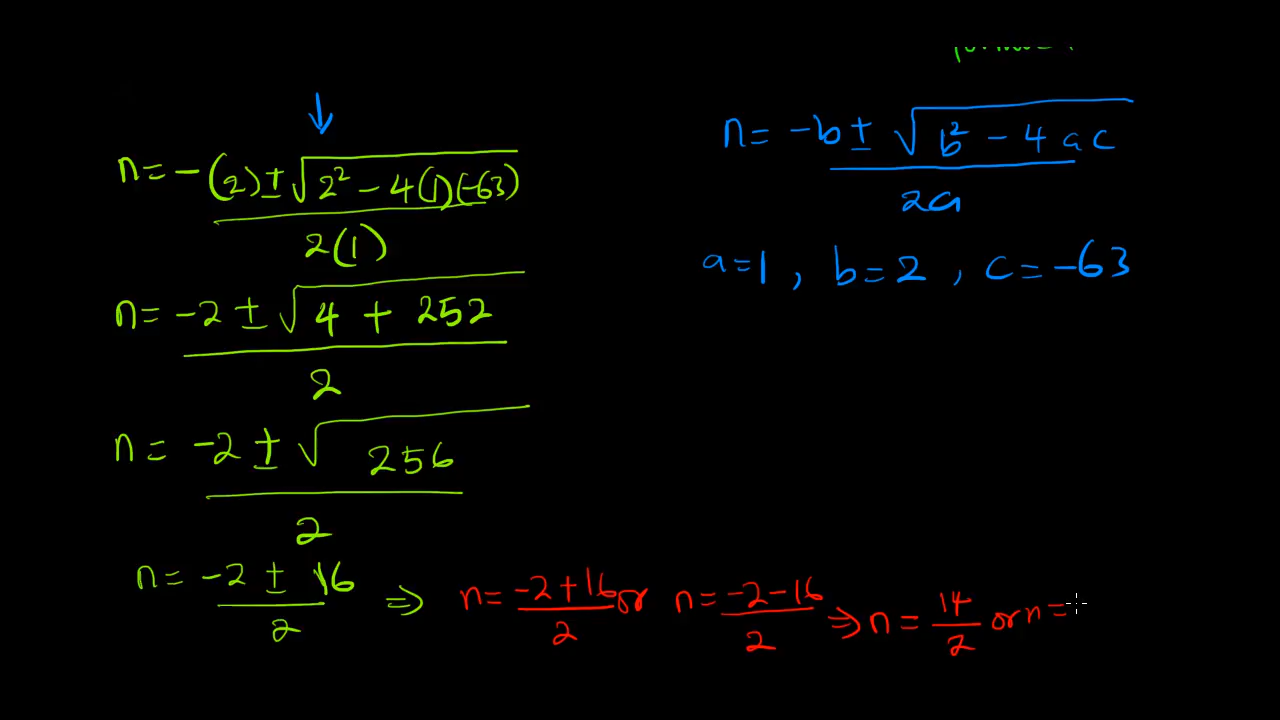 n = -b ± √(b² - 4ac) / 2a
a = 1 , b = 2 , c = -63
n = -(2) ± √(2² - 4(1)(-63)) / 2(1)
n = -2 ± √(4 + 252) / 2
n = -2 ± √256 / 2
n = -2 ± 16 / 2 ⇒ n = -2 + 16 / 2 or n = -2 - 16 / 2 ⇒ n = 14 / 2 or n =